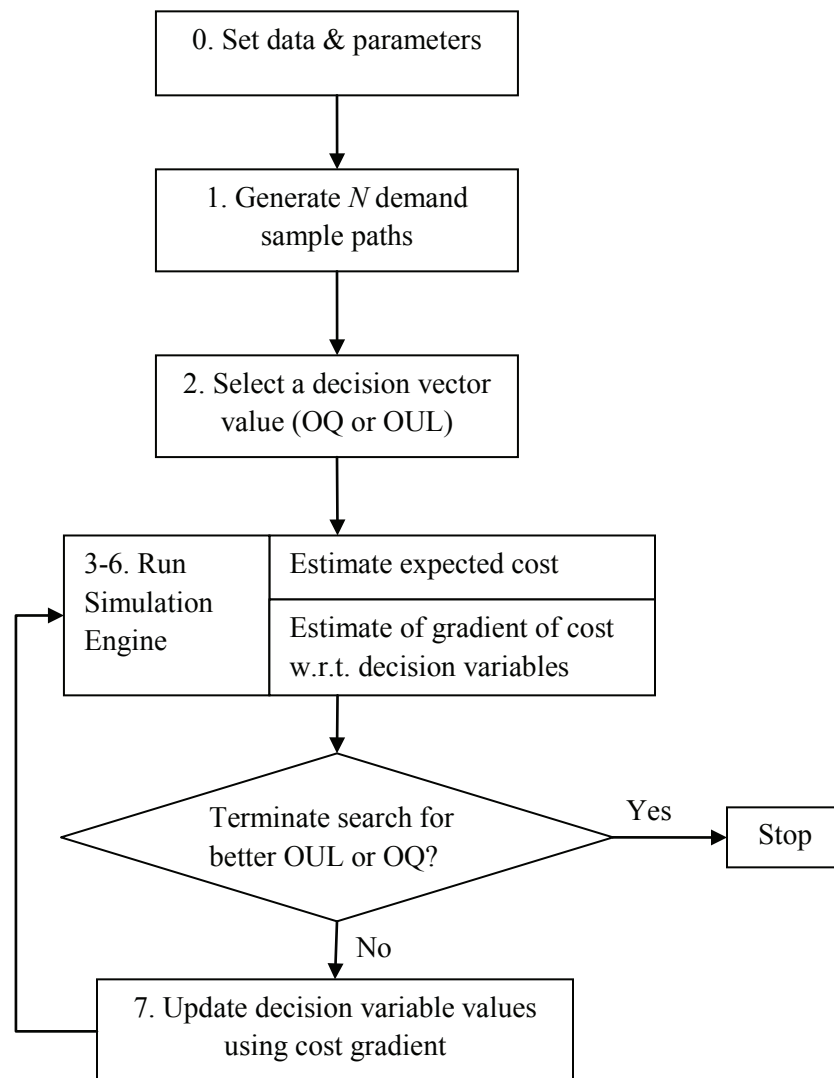 0. Set data & parameters
1. Generate N demand
sample paths
2. Select a decision vector
value (OQ or OUL)
3-6. Run
Simulation
Engine
Estimate expected cost
Estimate of gradient of cost
w.r.t. decision variables
Terminate search for
better OUL or OQ?
Yes
Stop
No
7. Update decision variable values
using cost gradient